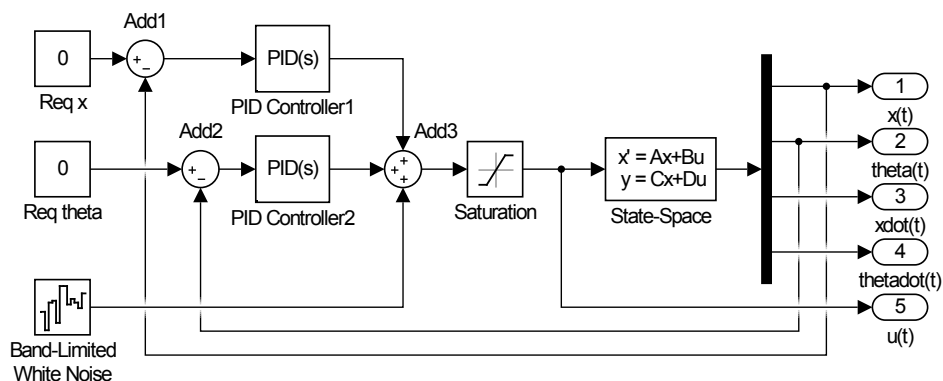 Add1
0
+
−
PID(s)
Req x
PID Controller1
1
x(t)
Add2
Add3
0
+
−
PID(s)
+
+
+
x' = Ax+Bu
y = Cx+Du
2
theta(t)
Req theta
PID Controller2
Saturation
State-Space
3
xdot(t)
4
thetadot(t)
5
u(t)
Band-Limited
White Noise